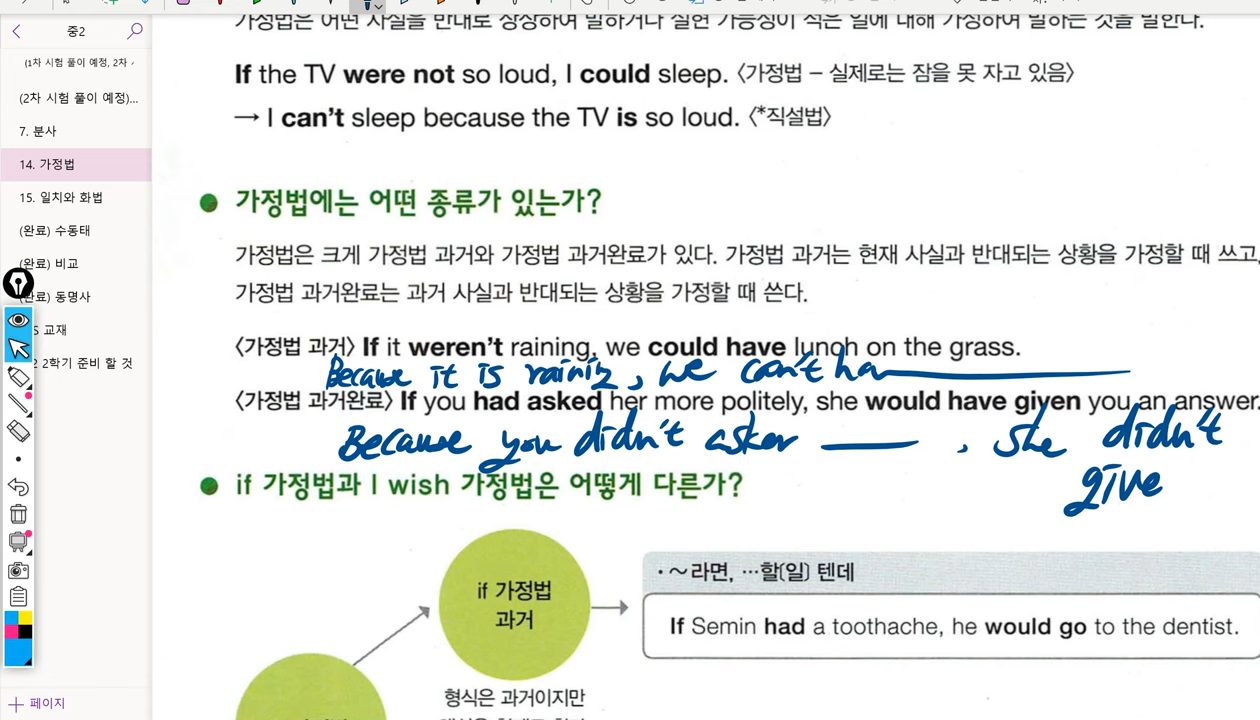 중2
(1차 시험 풀이 예정, 2차
(2차 시험 풀이 예정)...
7. 분사
14. 가정법
15. 일치와 화법
(완료) 수동태
(완료) 비교
완료) 동명사
S 교재
2 2학기 준비 할 것
페이지
가정법은 어떤 사실을 반대로 상상하여 말하거나 실현 가능성이 적은 일에 대해 가정하여 말하는 것을 말한다.
If the TV were not so loud, I could sleep. 〈가정법 – 실제로는 잠을 못 자고 있음〉
→ I can't sleep because the TV is so loud. 〈*직설법〉
● 가정법에는 어떤 종류가 있는가?
가정법은 크게 가정법 과거와 가정법 과거완료가 있다. 가정법 과거는 현재 사실과 반대되는 상황을 가정할 때 쓰고,
가정법 과거완료는 과거 사실과 반대되는 상황을 가정할 때 쓴다.
〈가정법 과거〉 If it weren't raining, we could have lunch on the grass.
Because it is raining, we can't ha
〈가정법 과거완료〉 If you had asked her more politely, she would have given you an answer.
Because you didn't asker , she didn't
give
● if 가정법과 I wish 가정법은 어떻게 다른가?
if 가정법
과거
· ~라면, …할(일) 텐데
If Semin had a toothache, he would go to the dentist.
형식은 과거이지만